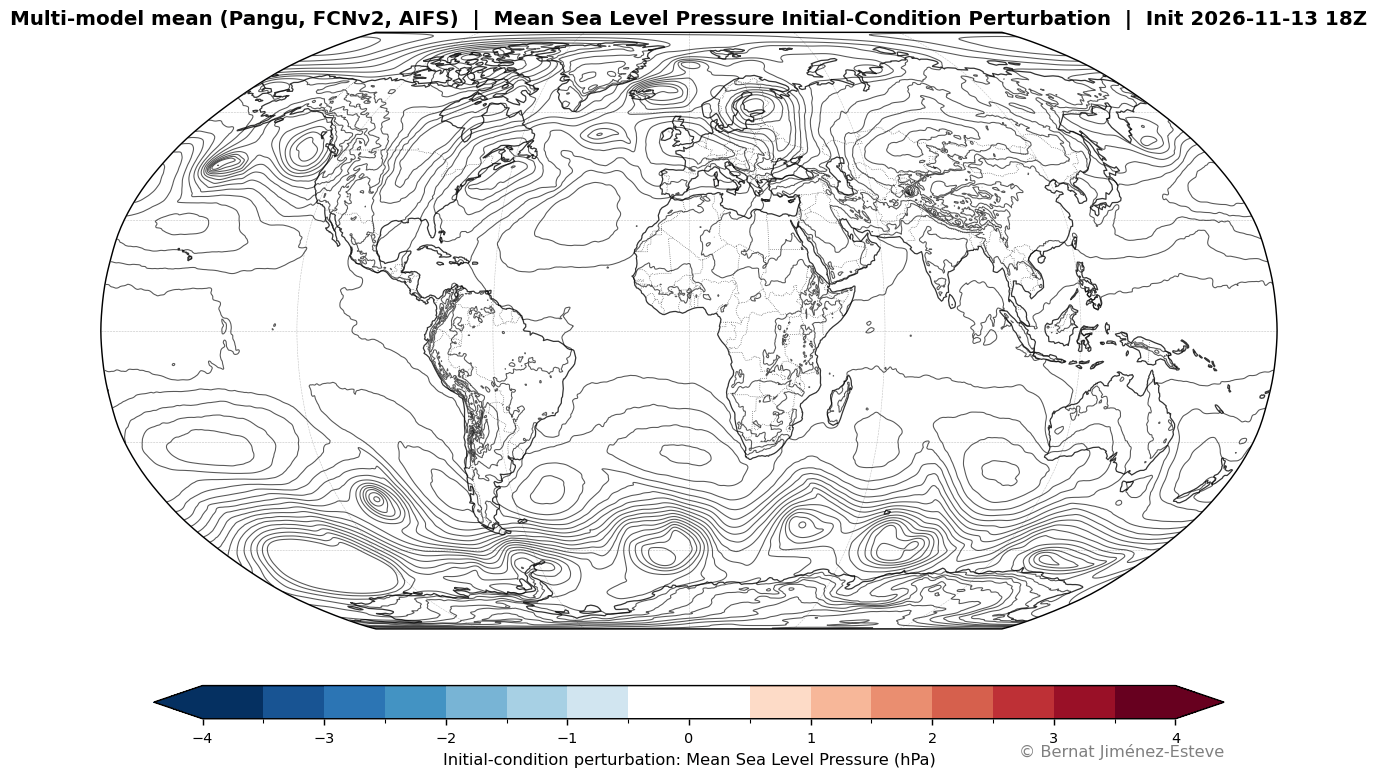 Multi-model mean (Pangu, FCNv2, AIFS)  |  Mean Sea Level Pressure Initial-Condition Perturbation  |  Init 2026-11-13 18Z
−4 −3 −2 −1 0 1 2 3 4
Initial-condition perturbation: Mean Sea Level Pressure (hPa)
© Bernat Jiménez-Esteve